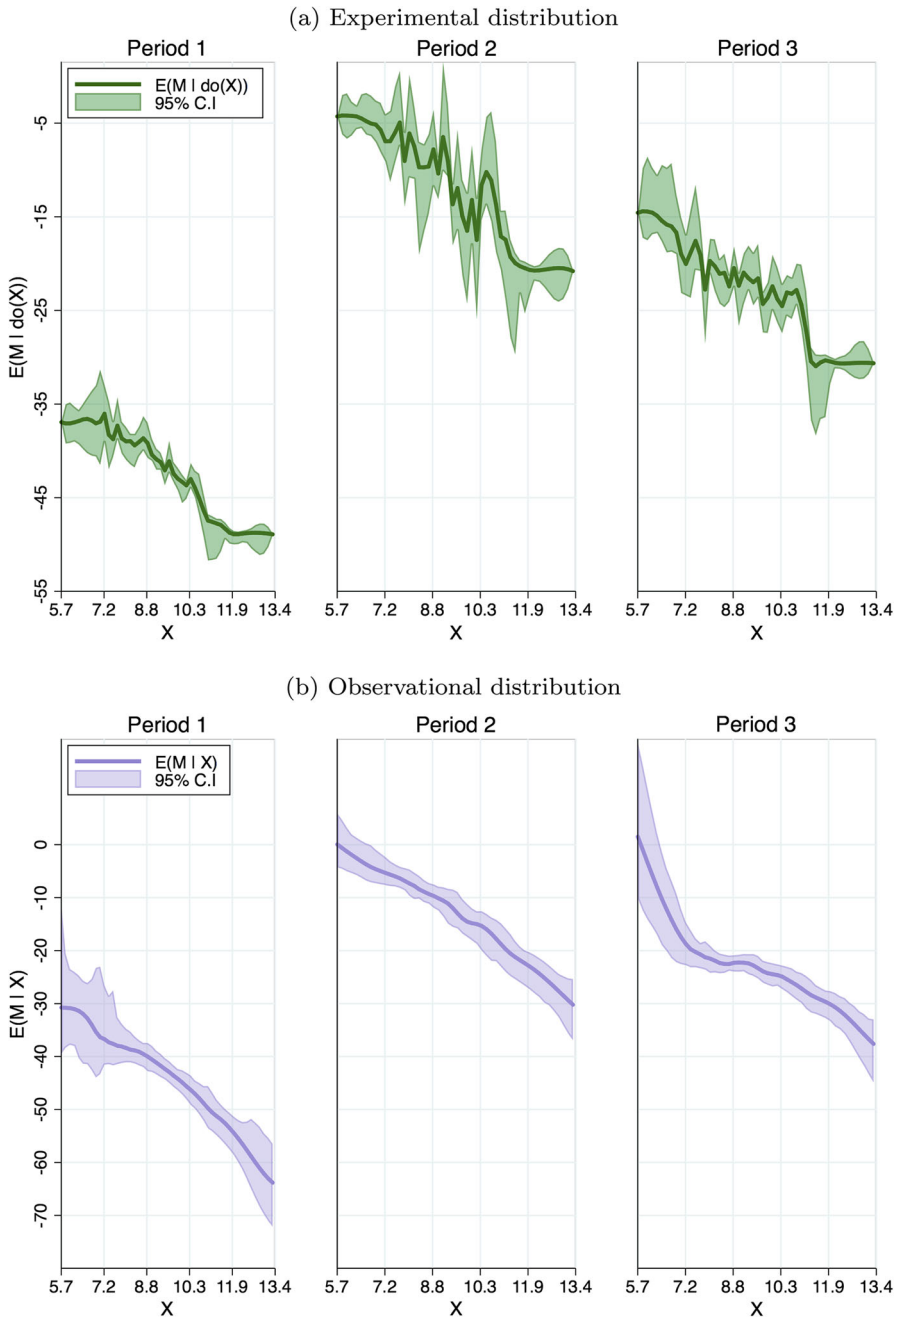 (a) Experimental distribution
Period 1
Period 2
Period 3
E(M | do(X))
95% C.I
E(M | do(X))
-5
-15
-25
-35
-45
-55
5.7 7.2 8.8 10.3 11.9 13.4
5.7 7.2 8.8 10.3 11.9 13.4
5.7 7.2 8.8 10.3 11.9 13.4
X
X
X
(b) Observational distribution
Period 1
Period 2
Period 3
E(M | X)
95% C.I
E(M | X)
0
-10
-20
-30
-40
-50
-60
-70
5.7 7.2 8.8 10.3 11.9 13.4
5.7 7.2 8.8 10.3 11.9 13.4
5.7 7.2 8.8 10.3 11.9 13.4
X
X
X